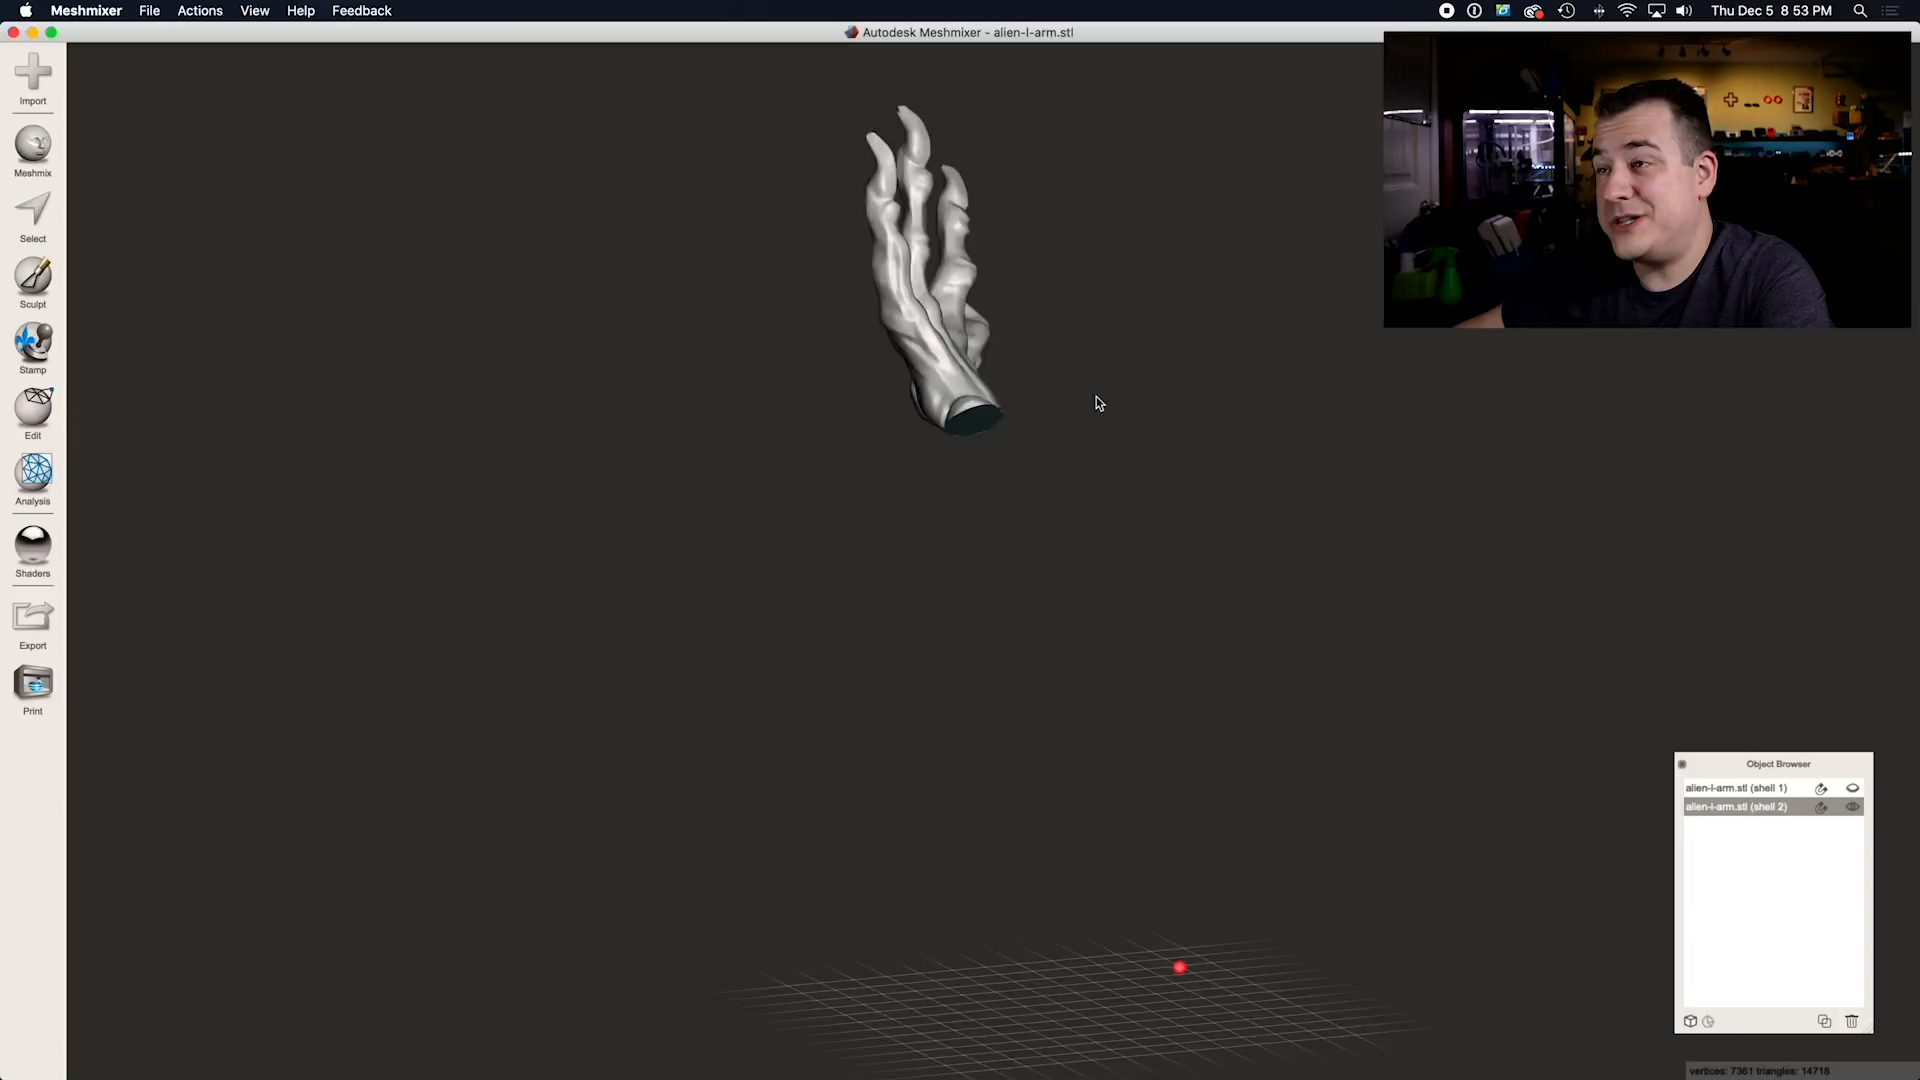 Meshmixer File Actions View Help Feedback
Thu Dec 5 8 53 PM
Autodesk Meshmixer - alien-l-arm.stl
Import
Meshmix
Select
Sculpt
Stamp
Edit
Analysis
Shaders
Export
Print
Object Browser
alien-l-arm.stl (shell 1)
alien-l-arm.stl (shell 2)
vertices: 7361 triangles: 14718